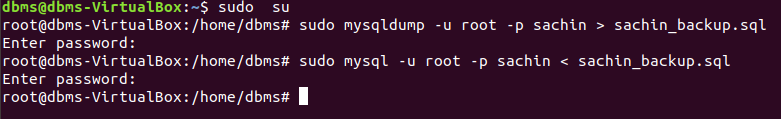 dbms@dbms-VirtualBox:~$ sudo  su
root@dbms-VirtualBox:/home/dbms# sudo mysqldump -u root -p sachin > sachin_backup.sql
Enter password:
root@dbms-VirtualBox:/home/dbms# sudo mysql -u root -p sachin < sachin_backup.sql
Enter password:
root@dbms-VirtualBox:/home/dbms#